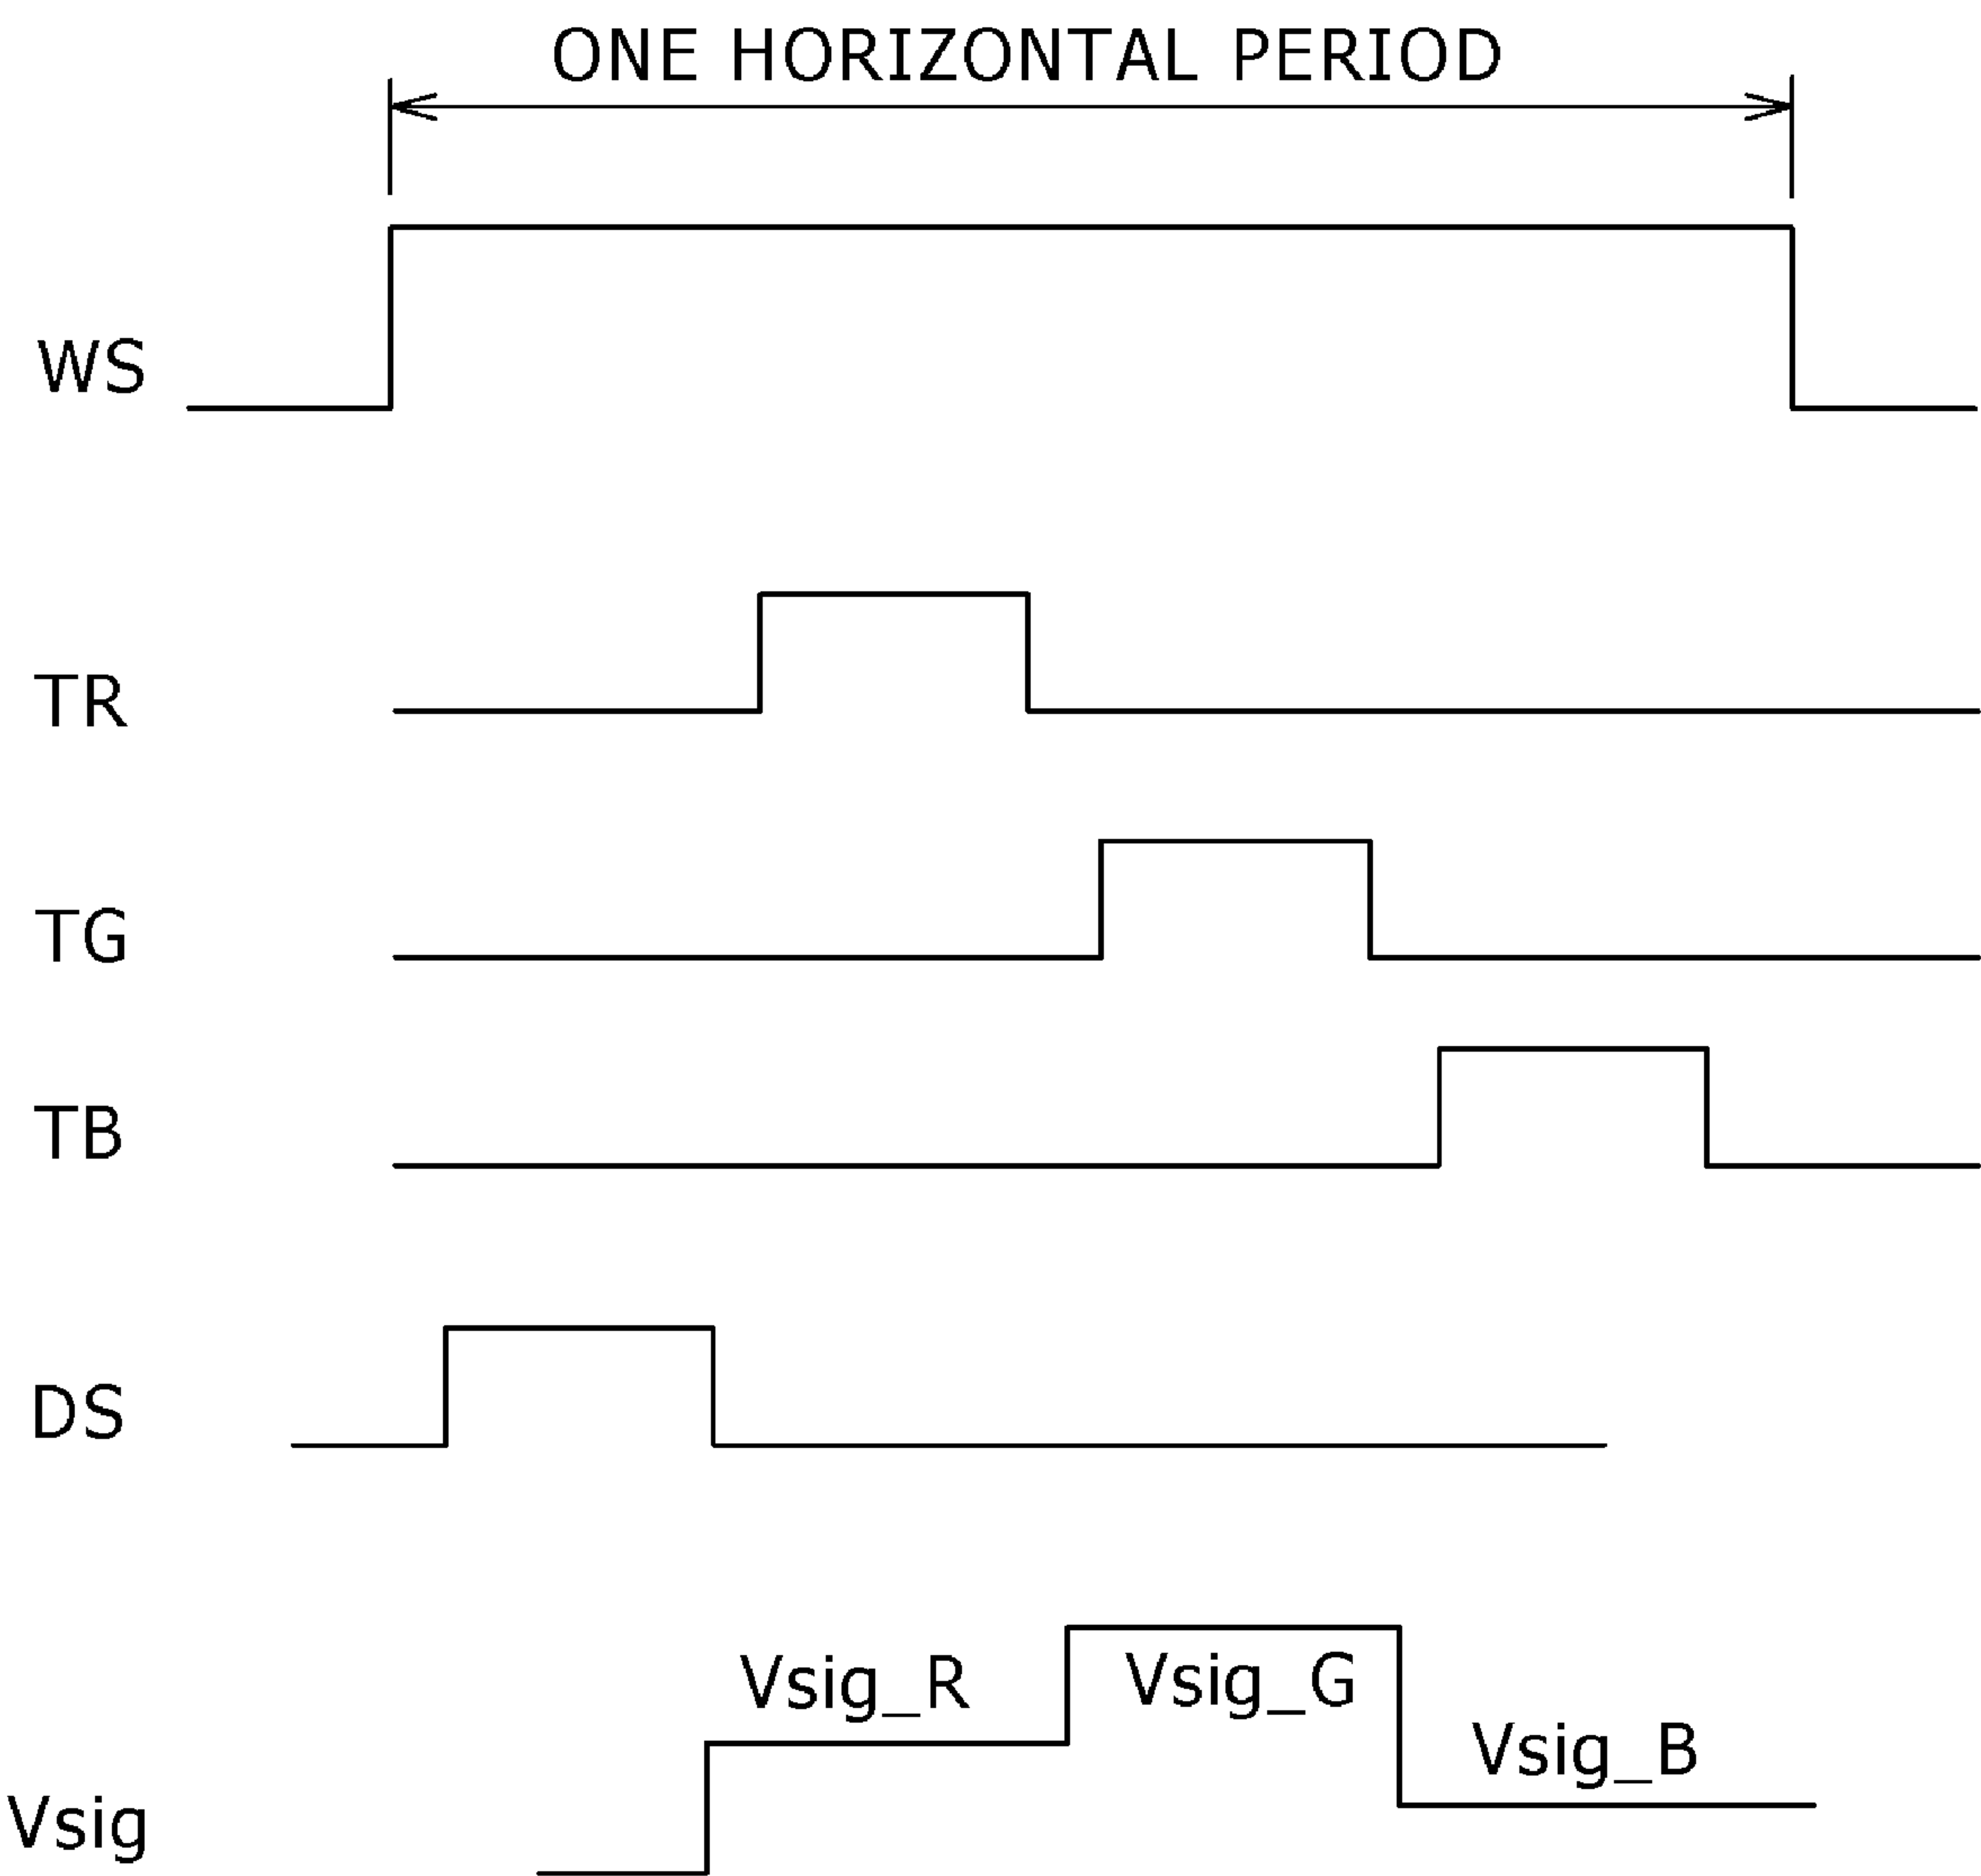 ONE HORIZONTAL PERIOD
WS
TR
TG
TB
DS
Vsig_R
Vsig_G
Vsig_B
Vsig